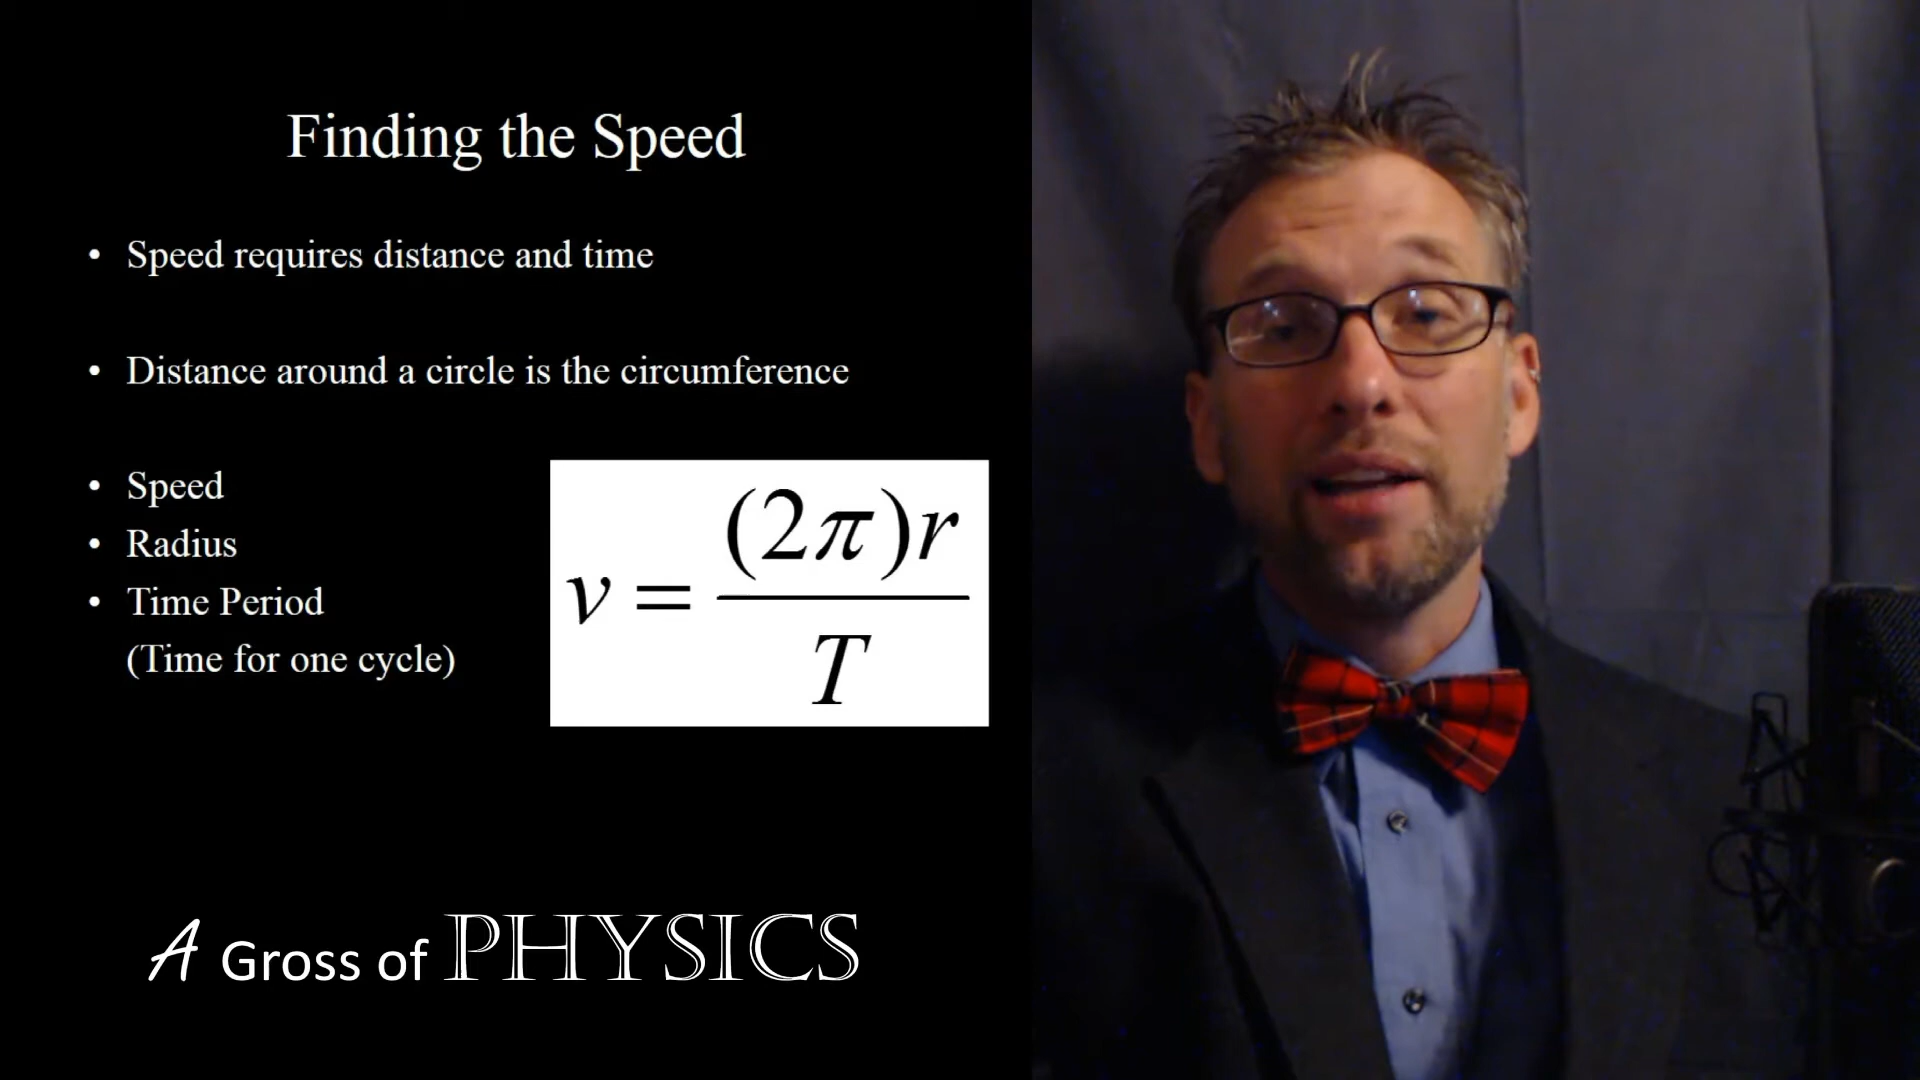 Finding the Speed
• Speed requires distance and time
• Distance around a circle is the circumference
• Speed
• Radius
• Time Period
(Time for one cycle)
v = (2π)r / T
A Gross of PHYSICS